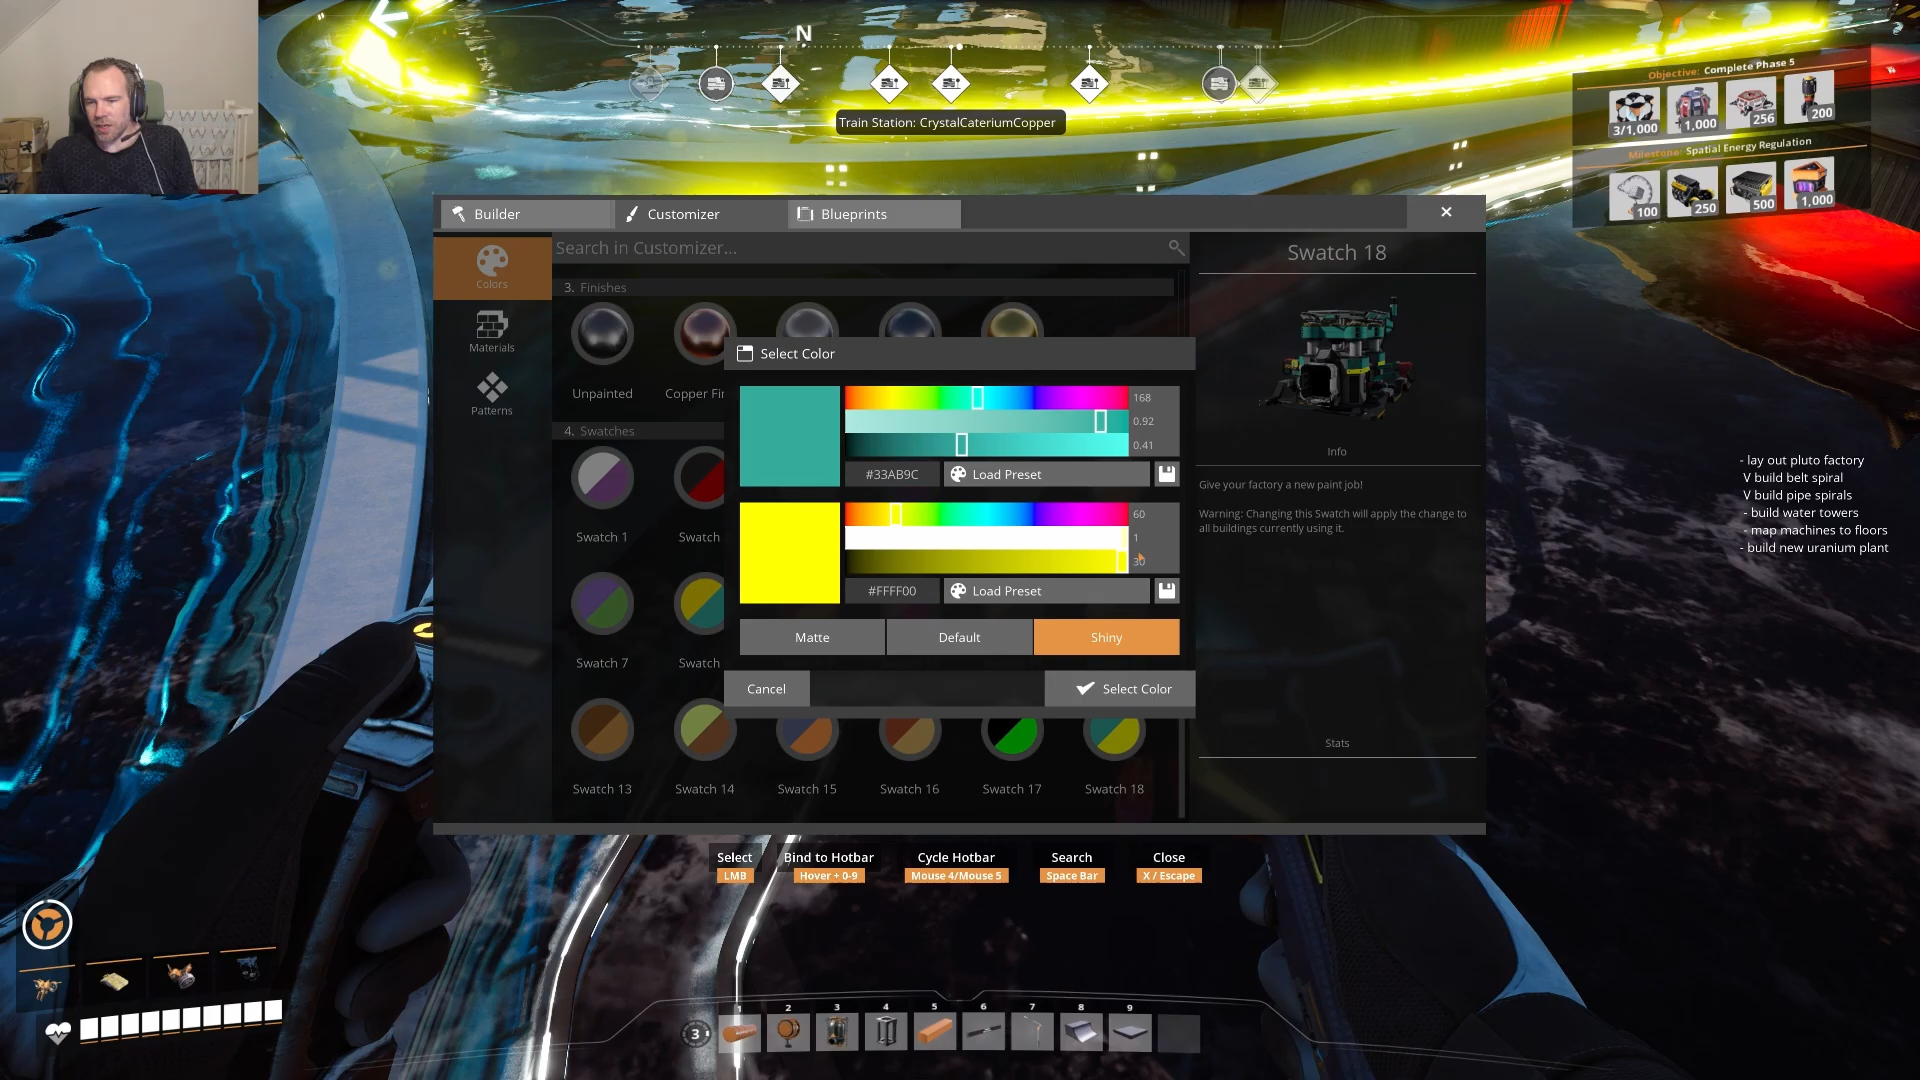 N
Train Station: CrystalCateriumCopper
Objective: Complete Phase 5
3/1,000
1,000
256
200
Milestone: Spatial Energy Regulation
100
250
500
1,000
Builder
Customizer
Blueprints
Search in Customizer...
Colors
Materials
Patterns
3. Finishes
Unpainted
Copper Fin
4. Swatches
Swatch 1
Swatch
Swatch 7
Swatch
Swatch 13
Swatch 14
Swatch 15
Swatch 16
Swatch 17
Swatch 18
Select Color
168
0.92
0.41
#33AB9C
Load Preset
60
1
30
#FFFF00
Load Preset
Matte
Default
Shiny
Cancel
Select Color
Swatch 18
Info
Give your factory a new paint job!
Warning: Changing this Swatch will apply the change to
all buildings currently using it.
Stats
- lay out pluto factory
V build belt spiral
V build pipe spirals
- build water towers
- map machines to floors
- build new uranium plant
Select
LMB
Bind to Hotbar
Hover + 0-9
Cycle Hotbar
Mouse 4/Mouse 5
Search
Space Bar
Close
X / Escape
3
1
2
3
4
5
6
7
8
9